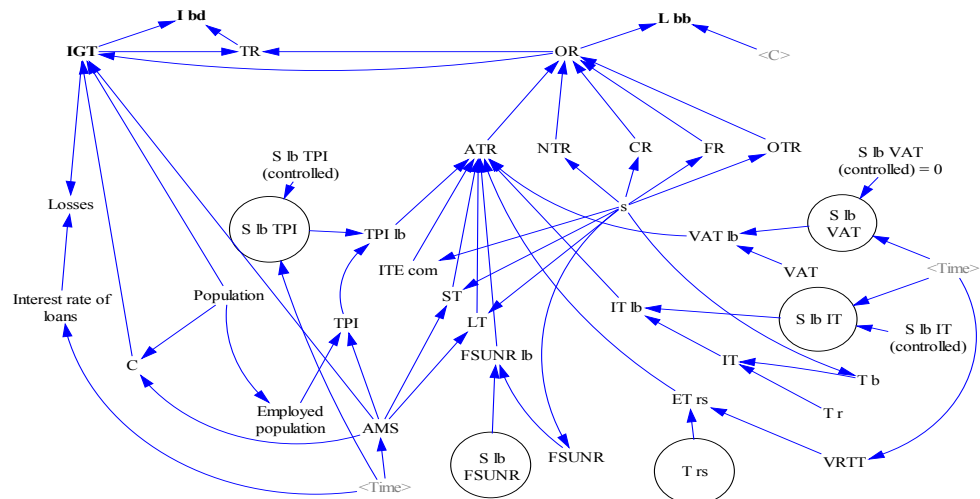 I bd
L bb
IGT
TR
OR
<C>
ATR
NTR
CR
FR
OTR
S lb TPI
(controlled)
S lb VAT
(controlled) = 0
Losses
S lb TPI
TPI lb
s
S lb
VAT
VAT lb
ITE com
VAT
<Time>
Interest rate of
loans
Population
ST
IT lb
S lb IT
TPI
LT
S lb IT
(controlled)
FSUNR lb
C
IT
T b
Employed
population
AMS
ET rs
T r
S lb
FSUNR
FSUNR
T rs
VRTT
<Time>